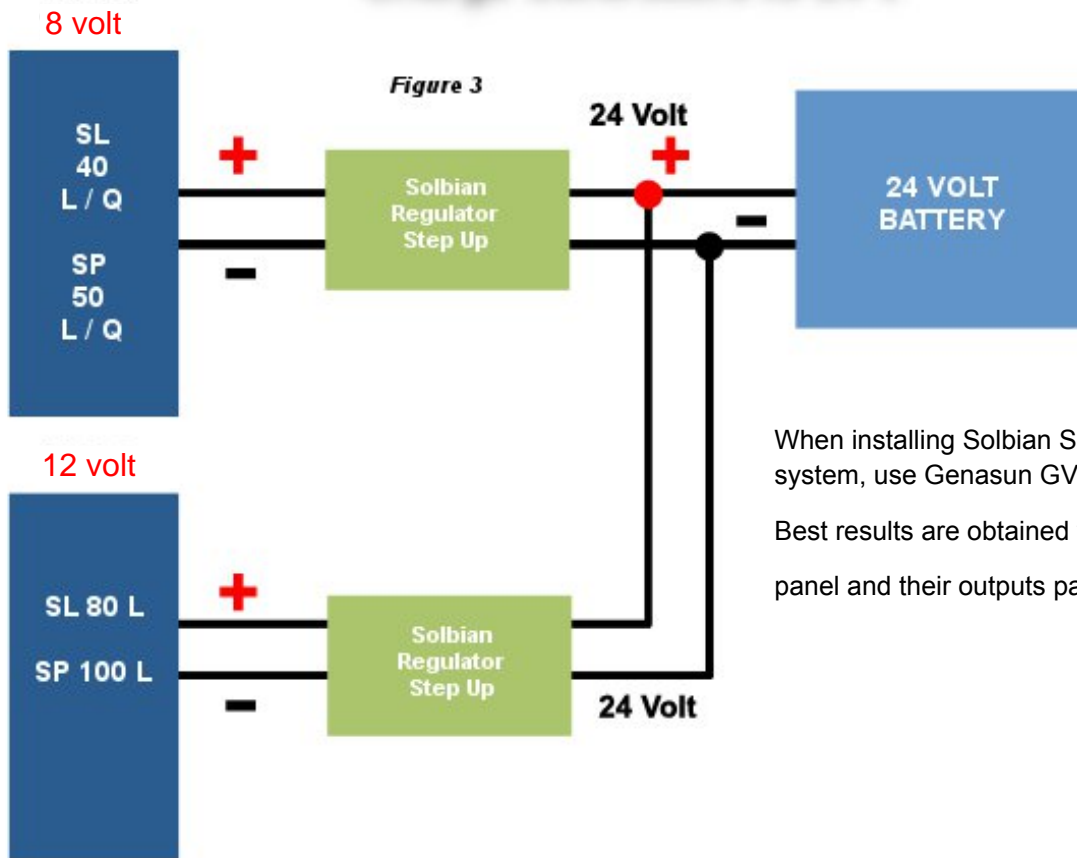 8 volt
Figure 3
SL
40
L / Q
SP
50
L / Q
+
-
Solbian
Regulator
Step Up
24 Volt
+
-
24 VOLT
BATTERY
12 volt
SL 80 L
SP 100 L
+
-
Solbian
Regulator
Step Up
24 Volt
When installing Solbian S
system, use Genasun GV
Best results are obtained
panel and their outputs pa